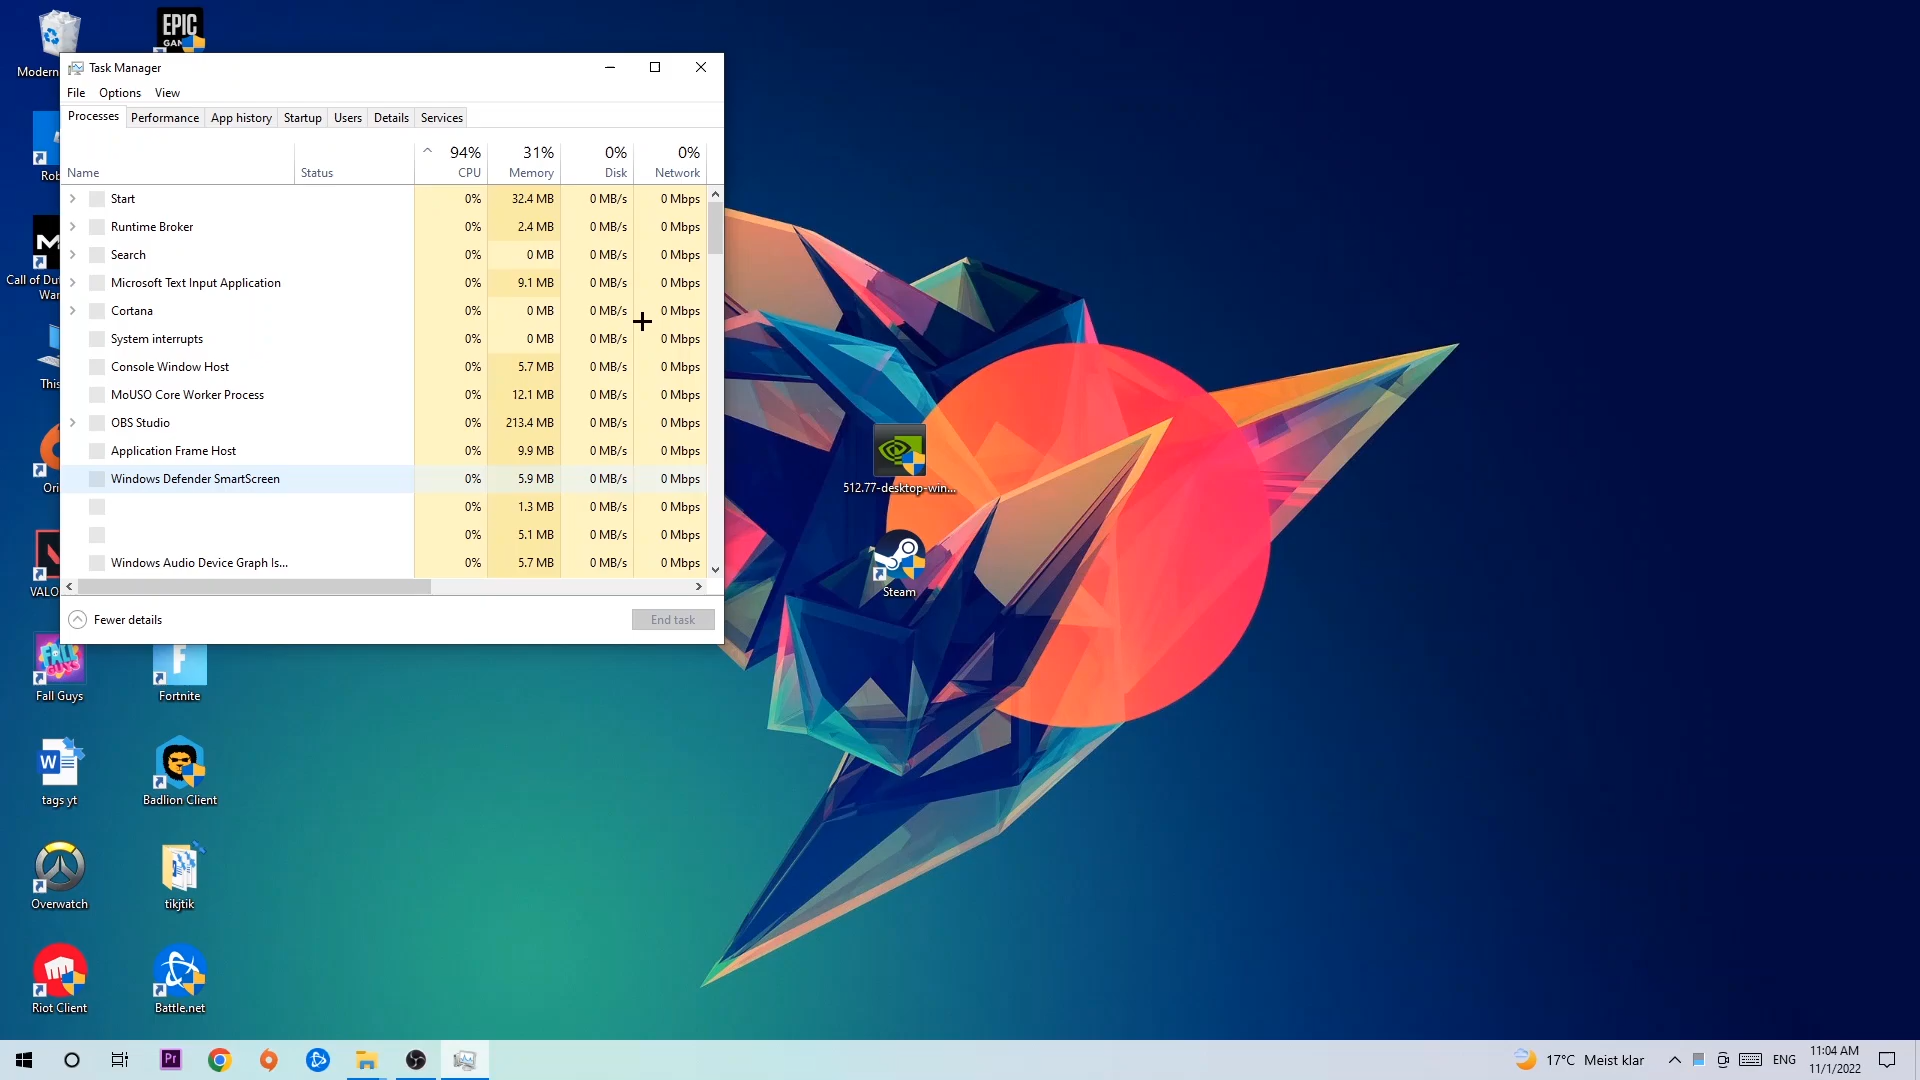 EPIC
GAMES
Modern
Task Manager
File Options View
Processes Performance App history Startup Users Details Services
94% 31% 0% 0%
Name Status CPU Memory Disk Network
Start 0% 32.4 MB 0 MB/s 0 Mbps
Runtime Broker 0% 2.4 MB 0 MB/s 0 Mbps
Search 0% 0 MB 0 MB/s 0 Mbps
Microsoft Text Input Application 0% 9.1 MB 0 MB/s 0 Mbps
Cortana 0% 0 MB 0 MB/s 0 Mbps
System interrupts 0% 0 MB 0 MB/s 0 Mbps
Console Window Host 0% 5.7 MB 0 MB/s 0 Mbps
MoUSO Core Worker Process 0% 12.1 MB 0 MB/s 0 Mbps
OBS Studio 0% 213.4 MB 0 MB/s 0 Mbps
Application Frame Host 0% 9.9 MB 0 MB/s 0 Mbps
Windows Defender SmartScreen 0% 5.9 MB 0 MB/s 0 Mbps
0% 1.3 MB 0 MB/s 0 Mbps
0% 5.1 MB 0 MB/s 0 Mbps
Windows Audio Device Graph Is... 0% 5.7 MB 0 MB/s 0 Mbps
Fewer details End task
Rob
Call of Du
War
This
Ori
VALO
512.77-desktop-win...
Steam
Fall Guys
Fortnite
tags yt
Badlion Client
Overwatch
tikjtik
Riot Client
Battle.net
Pr
17°C Meist klar
ENG
11:04 AM
11/1/2022